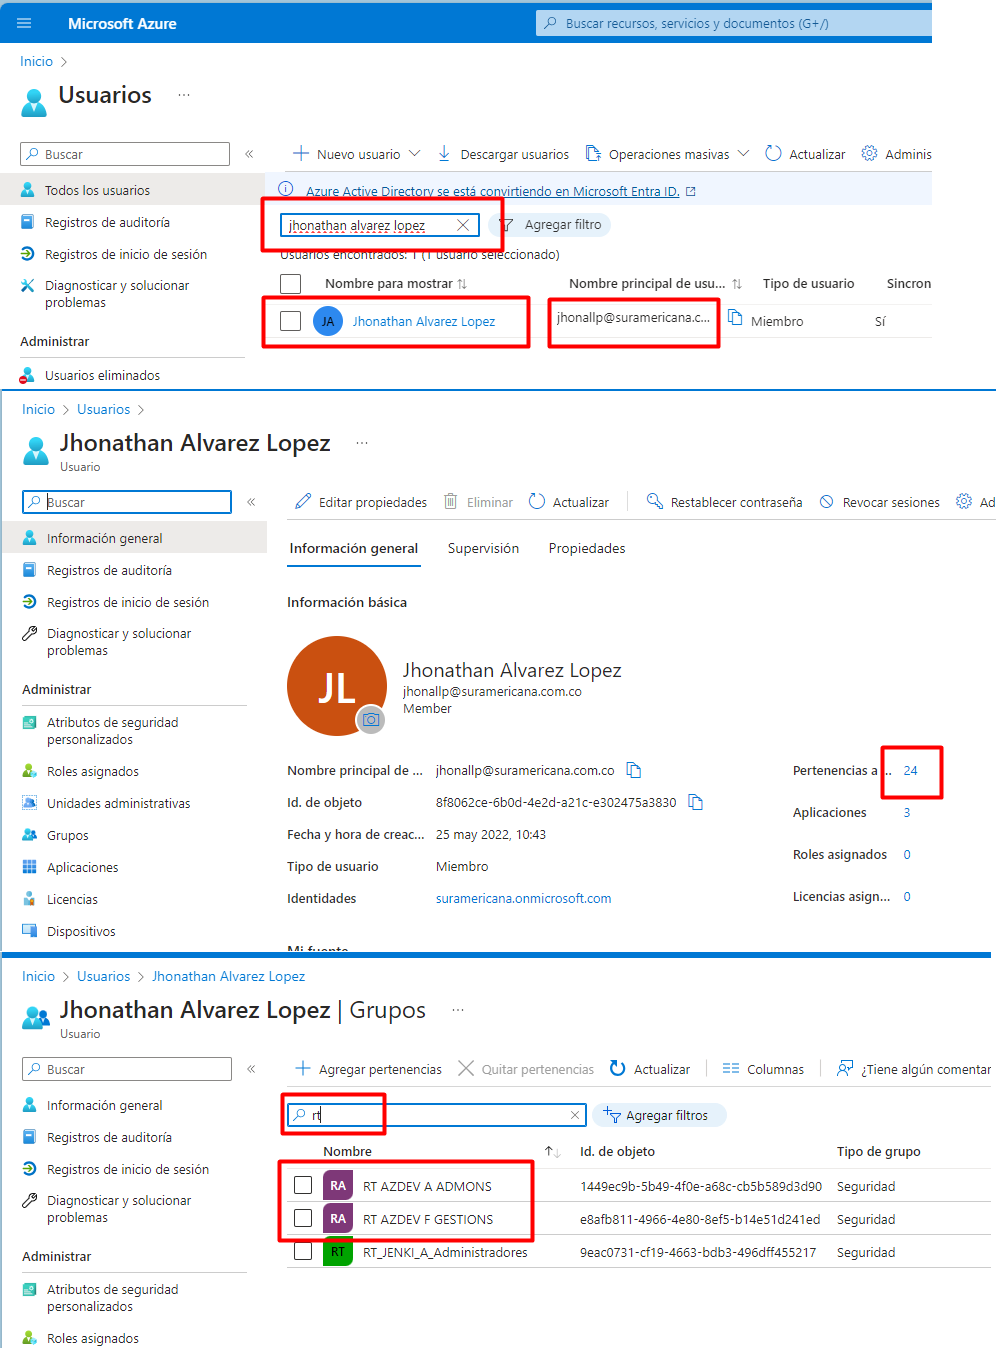 Microsoft Azure
Buscar recursos, servicios y documentos (G+/)
Inicio
Usuarios
...
Buscar
«
Nuevo usuario
Descargar usuarios
Operaciones masivas
Actualizar
Adminis
Todos los usuarios
Azure Active Directory se está convirtiendo en Microsoft Entra ID.
Registros de auditoría
jhonathan alvarez lopez
Agregar filtro
Registros de inicio de sesión
Usuarios encontrados: 1 (1 usuario seleccionado)
Diagnosticar y solucionar
problemas
Nombre para mostrar
Nombre principal de usu...
Tipo de usuario
Sincron
JA
Jhonathan Alvarez Lopez
jhonallp@suramericana.c...
Miembro
Sí
Administrar
Usuarios eliminados
Inicio
Usuarios
Jhonathan Alvarez Lopez
...
Usuario
Buscar
«
Editar propiedades
Eliminar
Actualizar
Restablecer contraseña
Revocar sesiones
Ad
Información general
Registros de auditoría
Registros de inicio de sesión
Diagnosticar y solucionar
problemas
Administrar
Atributos de seguridad
personalizados
Roles asignados
Unidades administrativas
Grupos
Aplicaciones
Licencias
Dispositivos
Información general
Supervisión
Propiedades
Información básica
JL
Jhonathan Alvarez Lopez
jhonallp@suramericana.com.co
Member
Nombre principal de ...
jhonallp@suramericana.com.co
Id. de objeto
8f8062ce-6b0d-4e2d-a21c-e302475a3830
Fecha y hora de creac...
25 may 2022, 10:43
Tipo de usuario
Miembro
Identidades
suramericana.onmicrosoft.com
Pertenencias a ...
24
Aplicaciones
3
Roles asignados
0
Licencias asign...
0
Mi fuente
Inicio
Usuarios
Jhonathan Alvarez Lopez
Jhonathan Alvarez Lopez | Grupos
...
Usuario
Buscar
«
Agregar pertenencias
Quitar pertenencias
Actualizar
Columnas
¿Tiene algún comentar
Información general
Registros de auditoría
Registros de inicio de sesión
Diagnosticar y solucionar
problemas
Administrar
Atributos de seguridad
personalizados
Roles asignados
rt
Agregar filtros
Nombre
Id. de objeto
Tipo de grupo
RA
RT AZDEV A ADMONS
1449ec9b-5b49-4f0e-a68c-cb5b589d3d90
Seguridad
RA
RT AZDEV F GESTIONS
e8afb811-4966-4e80-8ef5-b14e51d241ed
Seguridad
RT
RT_JENKI_A_Administradores
9eac0731-cf19-4663-bdb3-496dff455217
Seguridad